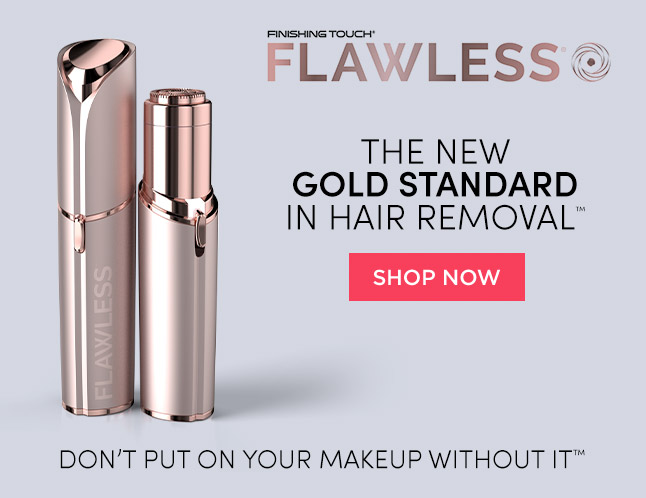 FINISHING TOUCH®
FLAWLESS®
THE NEW
GOLD STANDARD
IN HAIR REMOVAL™
SHOP NOW
FLAWLESS
DON'T PUT ON YOUR MAKEUP WITHOUT IT™